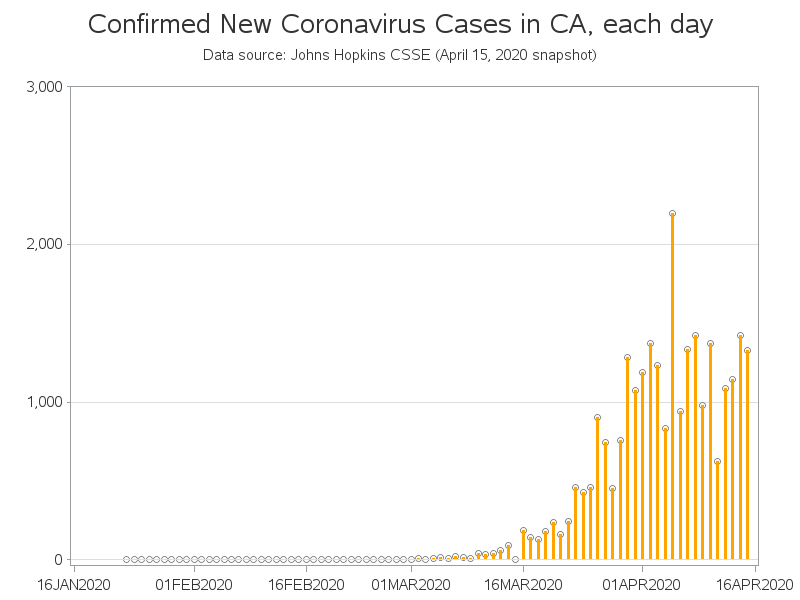 Confirmed New Coronavirus Cases in CA, each day
Data source: Johns Hopkins CSSE (April 15, 2020 snapshot)
3,000
2,000
1,000
0
16JAN2020 01FEB2020 16FEB2020 01MAR2020 16MAR2020 01APR2020 16APR2020